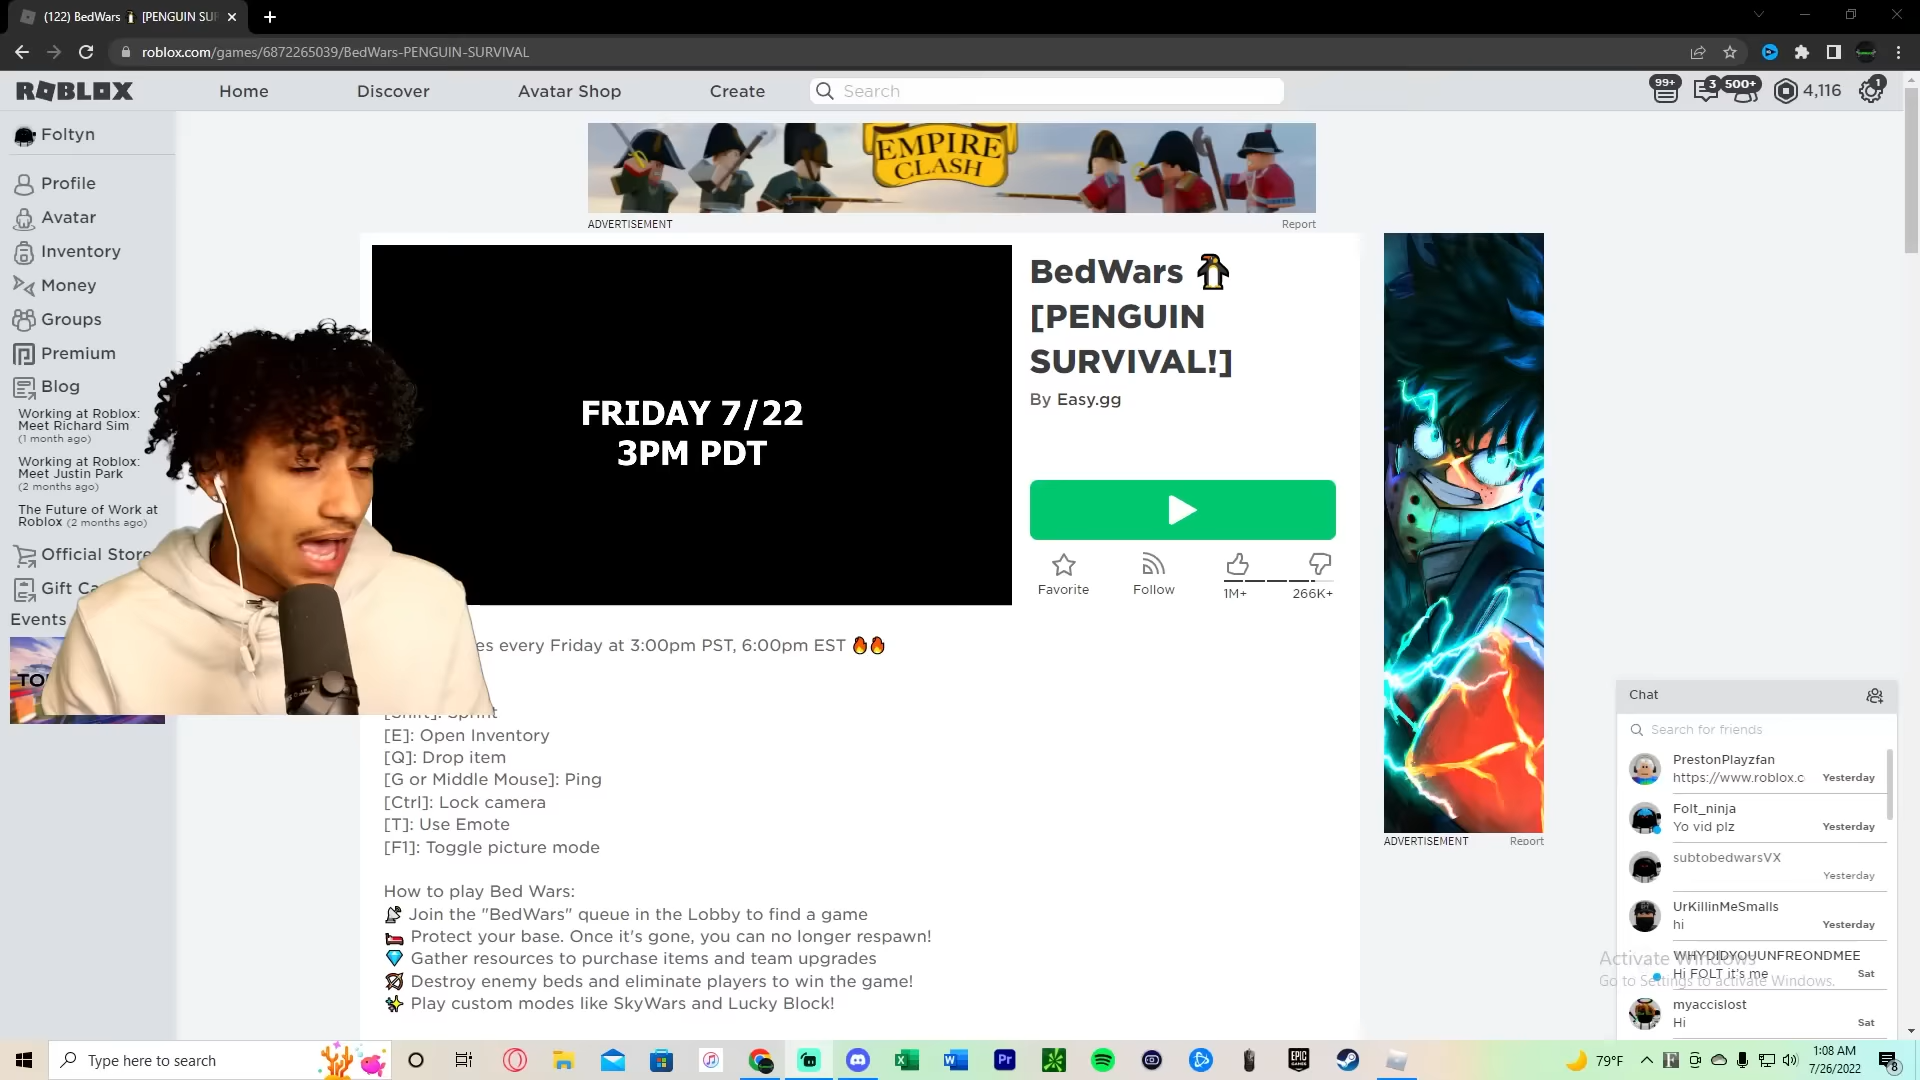 (122) BedWars 🐧 [PENGUIN SUR
roblox.com/games/6872265039/BedWars-PENGUIN-SURVIVAL
ROBLOX
Home
Discover
Avatar Shop
Create
Search
99+
3
500+
4,116
1
Foltyn
Profile
Avatar
Inventory
Money
Groups
Premium
Blog
Working at Roblox:
Meet Richard Sim
(1 month ago)
Working at Roblox:
Meet Justin Park
(2 months ago)
The Future of Work at
Roblox (2 months ago)
Official Store
Gift Ca
Events
TO
EMPIRE
CLASH
ADVERTISEMENT
Report
FRIDAY 7/22
3PM PDT
BedWars 🐧
[PENGUIN
SURVIVAL!]
By Easy.gg
Favorite
Follow
1M+
266K+
es every Friday at 3:00pm PST, 6:00pm EST 🔥🔥
[Shift]: Sprint
[E]: Open Inventory
[Q]: Drop item
[G or Middle Mouse]: Ping
[Ctrl]: Lock camera
[T]: Use Emote
[F1]: Toggle picture mode
How to play Bed Wars:
Join the "BedWars" queue in the Lobby to find a game
🛏️ Protect your base. Once it's gone, you can no longer respawn!
💎 Gather resources to purchase items and team upgrades
🏹 Destroy enemy beds and eliminate players to win the game!
✨ Play custom modes like SkyWars and Lucky Block!
ADVERTISEMENT
Report
Chat
Search for friends
PrestonPlayzfan
https://www.roblox.c
Yesterday
Folt_ninja
Yo vid plz
Yesterday
subtobedwarsVX
Yesterday
UrKillinMeSmalls
hi
Yesterday
WHYDIDYOUUNFREONDMEE
Hi FOLT it's me
Sat
myaccislost
Hi
Sat
Activate Windows
Go to Settings to activate Windows.
Type here to search
79°F
1:08 AM
7/26/2022
8